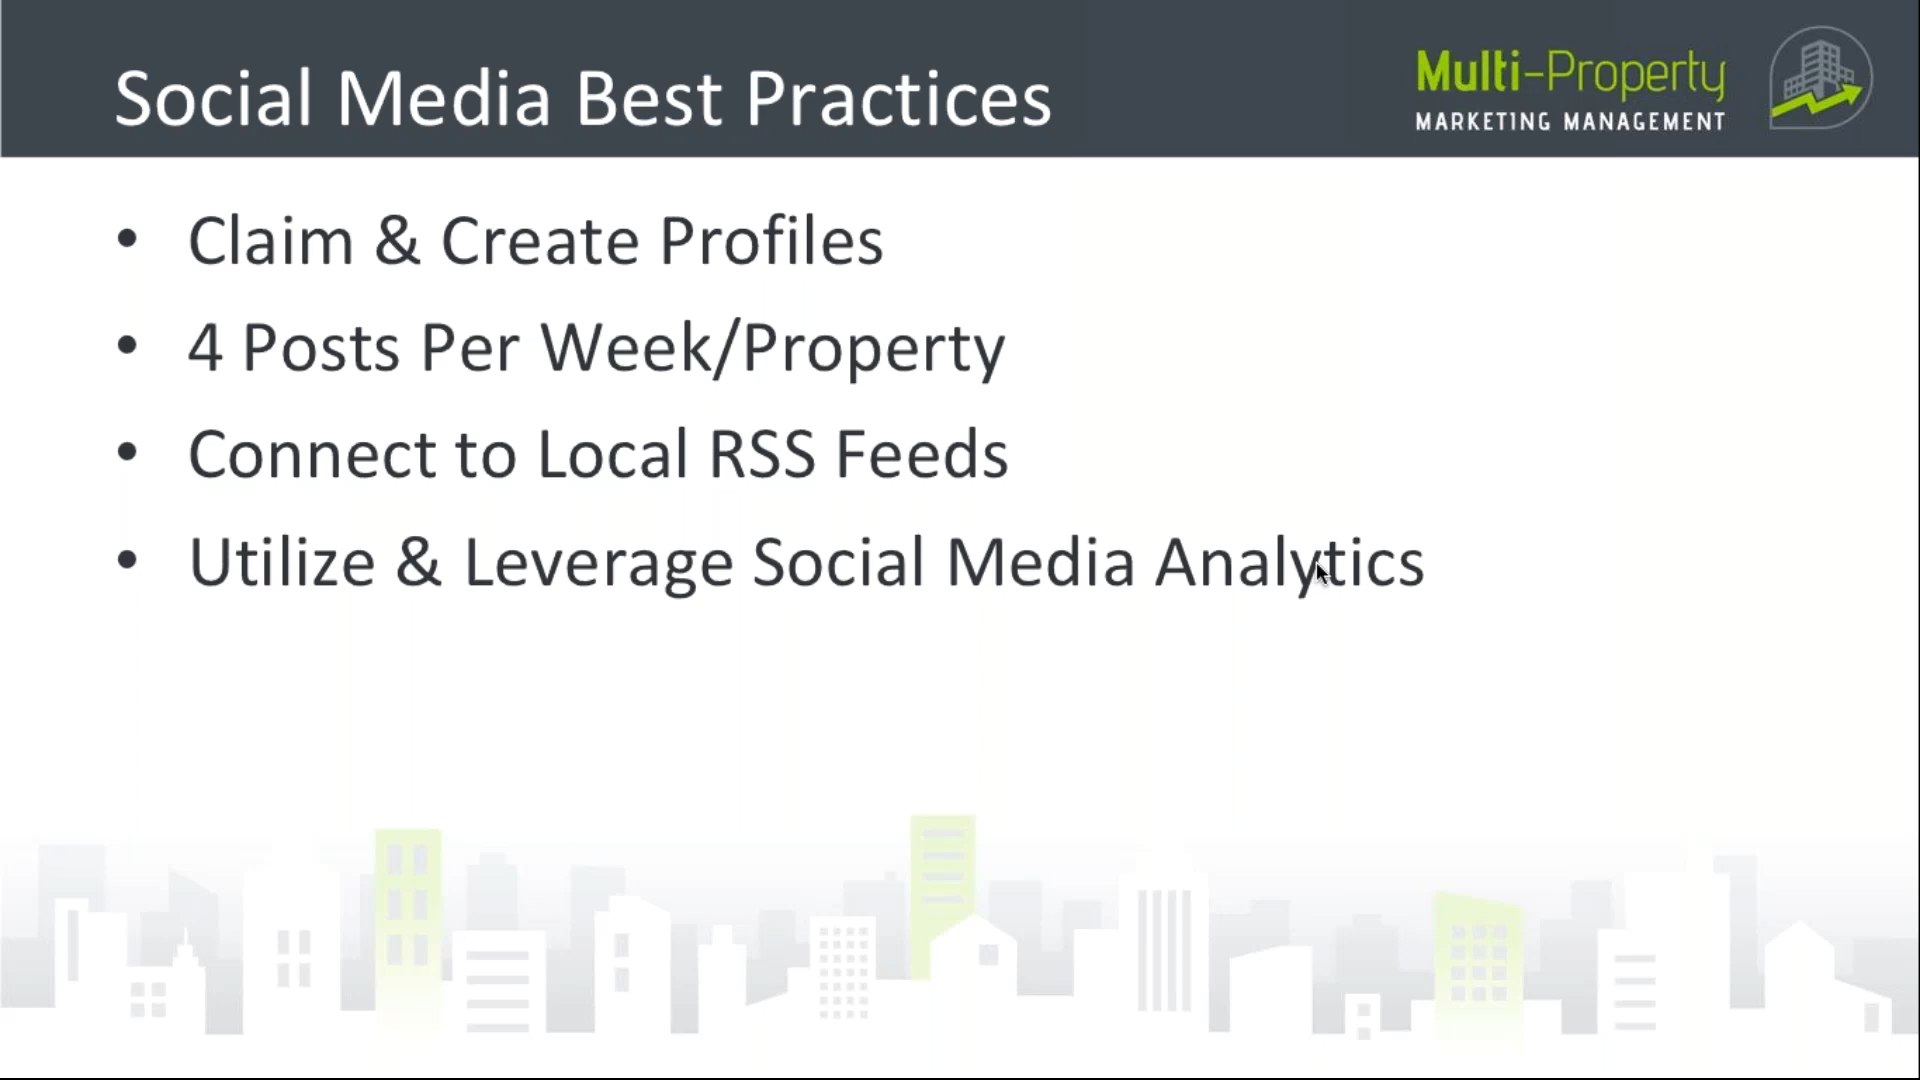 Social Media Best Practices
Multi-Property
MARKETING MANAGEMENT
• Claim & Create Profiles
• 4 Posts Per Week/Property
• Connect to Local RSS Feeds
• Utilize & Leverage Social Media Analytics